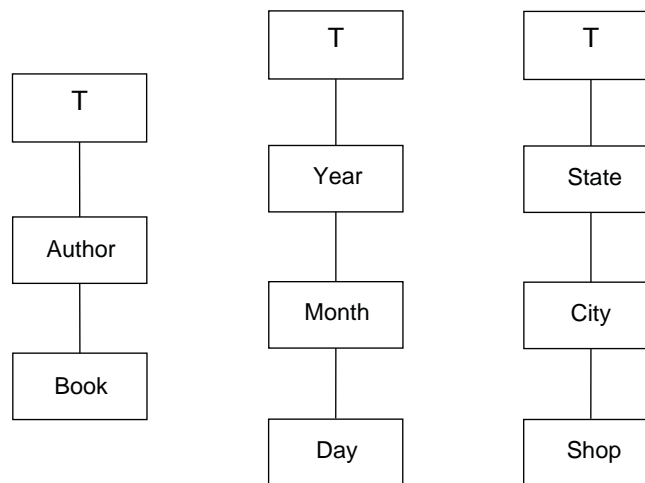 T
Author
Book
T
Year
Month
Day
T
State
City
Shop